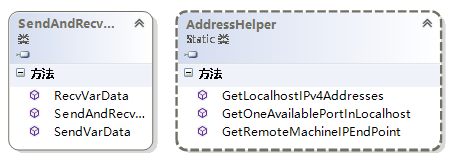 SendAndRecv...
类
方法
RecvVarData
SendAndRecv...
SendVarData
AddressHelper
Static 类
方法
GetLocalhostIPv4Addresses
GetOneAvailablePortInLocalhost
GetRemoteMachineIPEndPoint